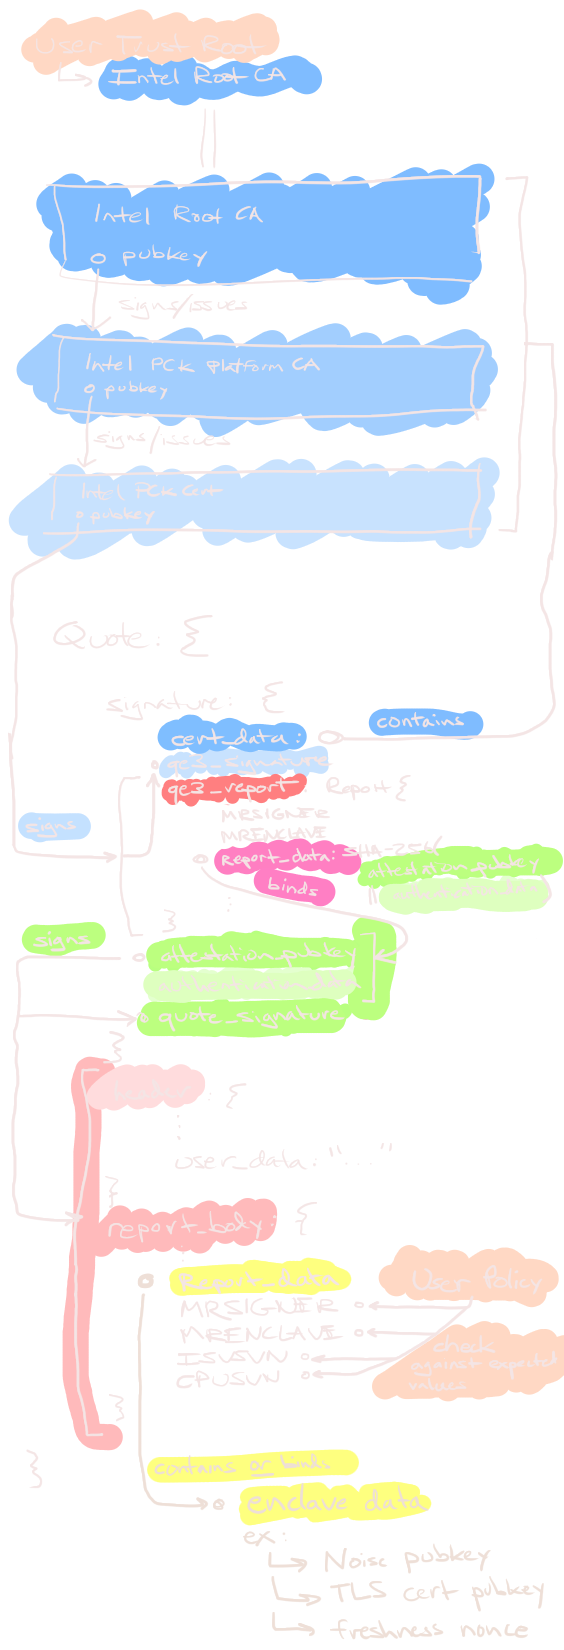 User Trust Root
Intel Root CA
Intel Root CA
pubkey
signs/issues
Intel PCK Platform CA
pubkey
signs/issues
Intel PCK Cert
pubkey
Quote: {
signature: {
contains
cert_data:
qe3_signature
qe3_report Report {
MRSIGNER
MRENCLAVE
signs
Report_data: SHA-256(
attestation_pubkey
binds
|| authentication_data
}
signs
attestation_pubkey
authentication_data
quote_signature
}
: {
user_data: "...."
}
report_body: {
Report_data
User Policy
MRSIGNER
MRENCLAVE
check
against expected
values
ISVSVN
CPUSVN
}
}
contains or binds
enclave data
ex:
Noise pubkey
TLS cert pubkey
freshness nonce